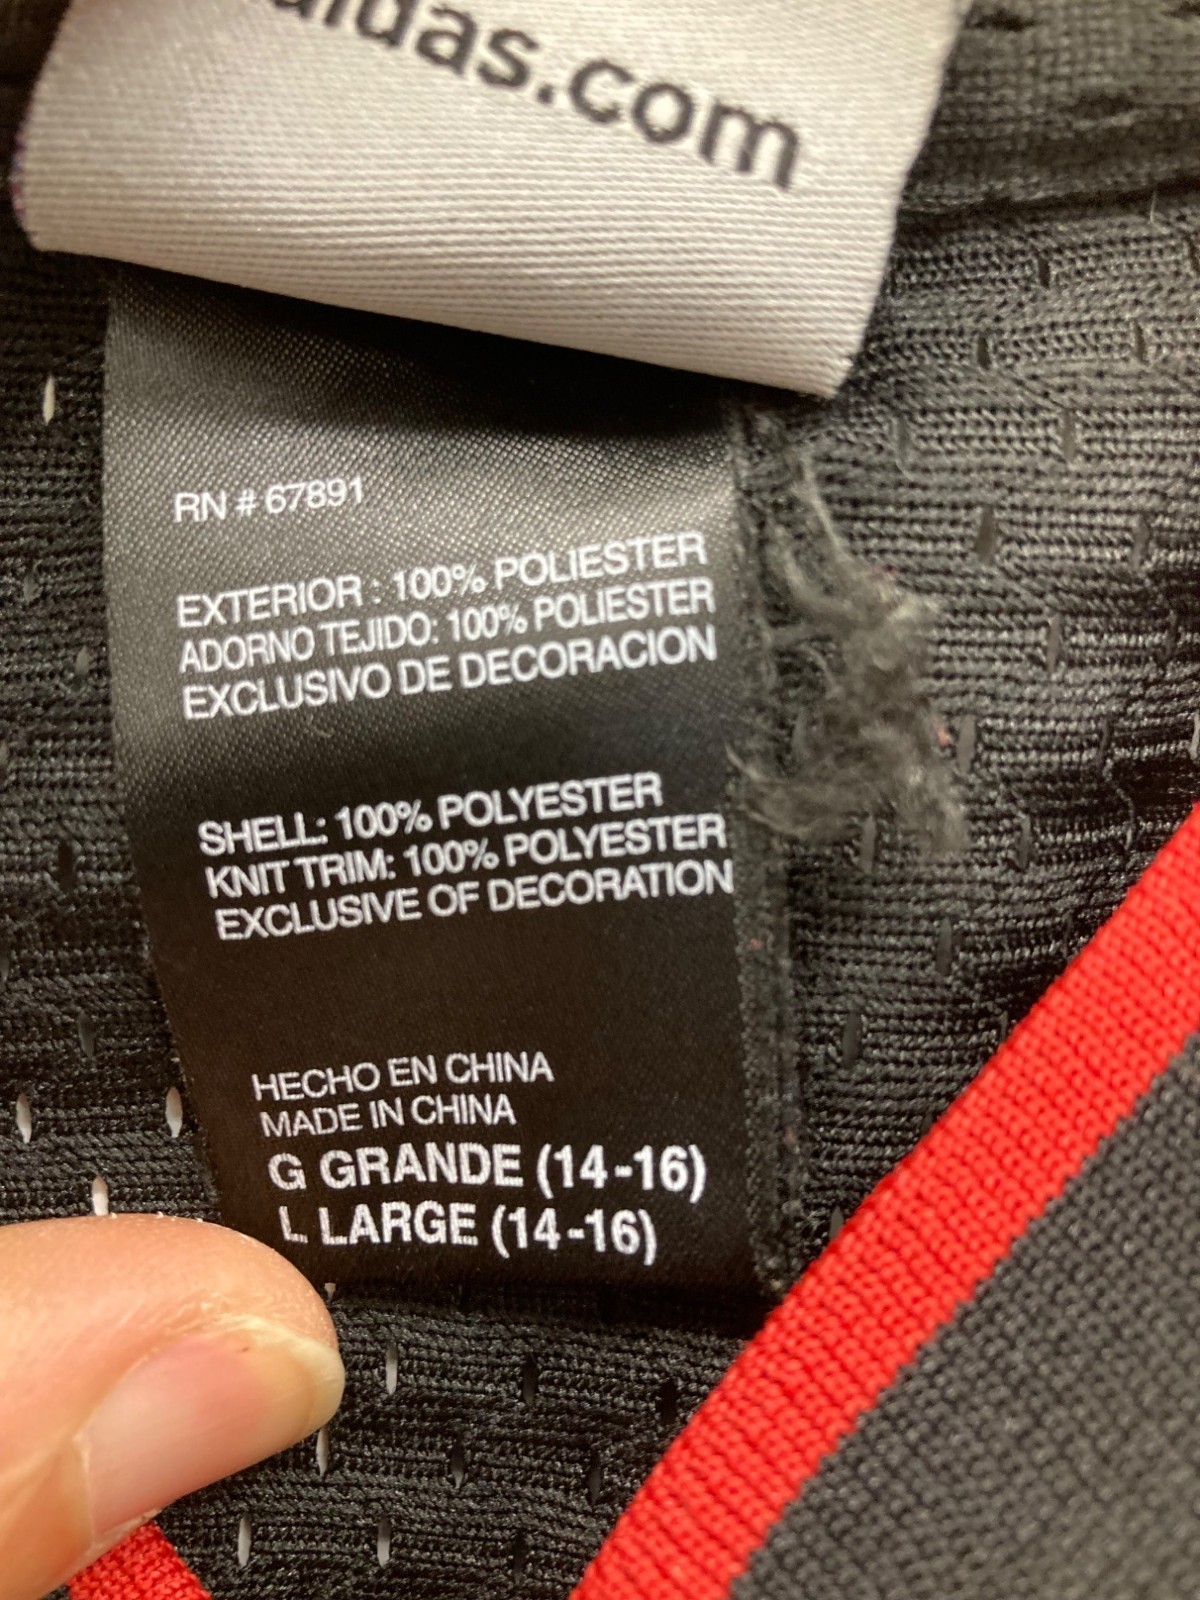 didas.com
RN # 67891
EXTERIOR : 100% POLIESTER
ADORNO TEJIDO: 100% POLIESTER
EXCLUSIVO DE DECORACION
SHELL: 100% POLYESTER
KNIT TRIM: 100% POLYESTER
EXCLUSIVE OF DECORATION
HECHO EN CHINA
MADE IN CHINA
G GRANDE (14-16)
L LARGE (14-16)